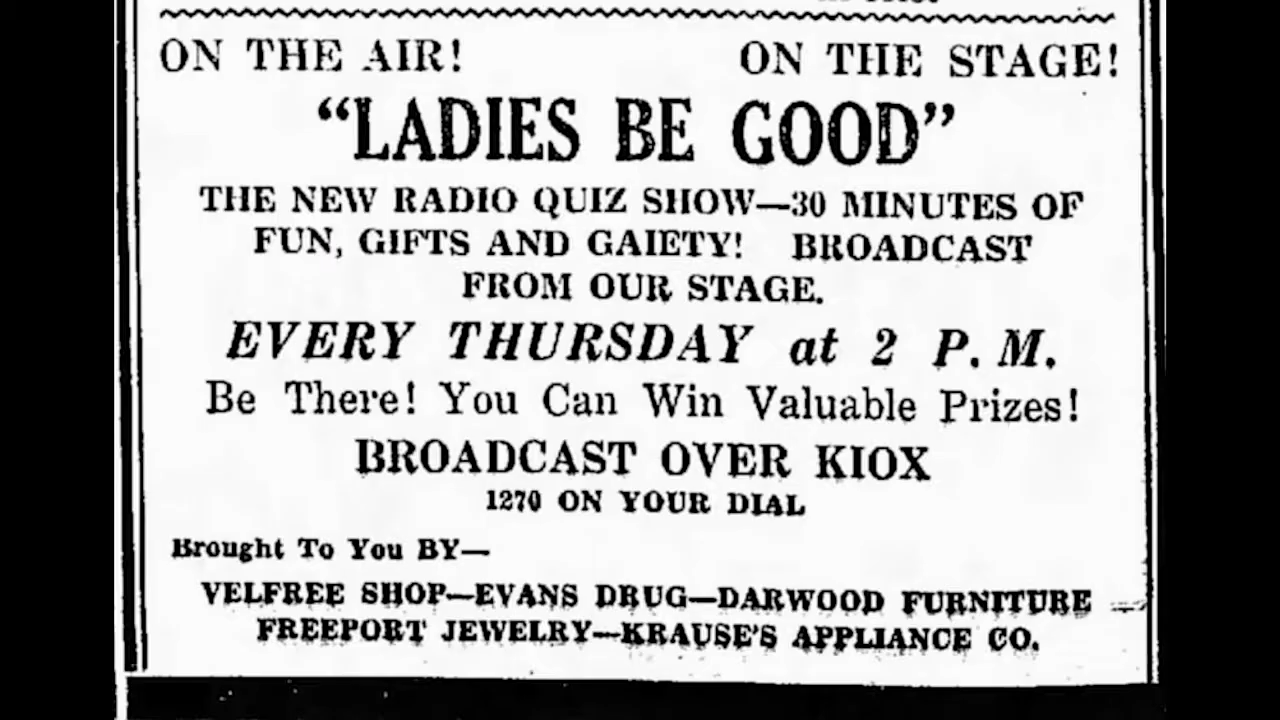 ON THE AIR! ON THE STAGE!
"LADIES BE GOOD"
THE NEW RADIO QUIZ SHOW—30 MINUTES OF
FUN, GIFTS AND GAIETY! BROADCAST
FROM OUR STAGE.
EVERY THURSDAY at 2 P. M.
Be There! You Can Win Valuable Prizes!
BROADCAST OVER KIOX
1270 ON YOUR DIAL
Brought To You BY—
VELFREE SHOP—EVANS DRUG—DARWOOD FURNITURE
FREEPORT JEWELRY—KRAUSE'S APPLIANCE CO.